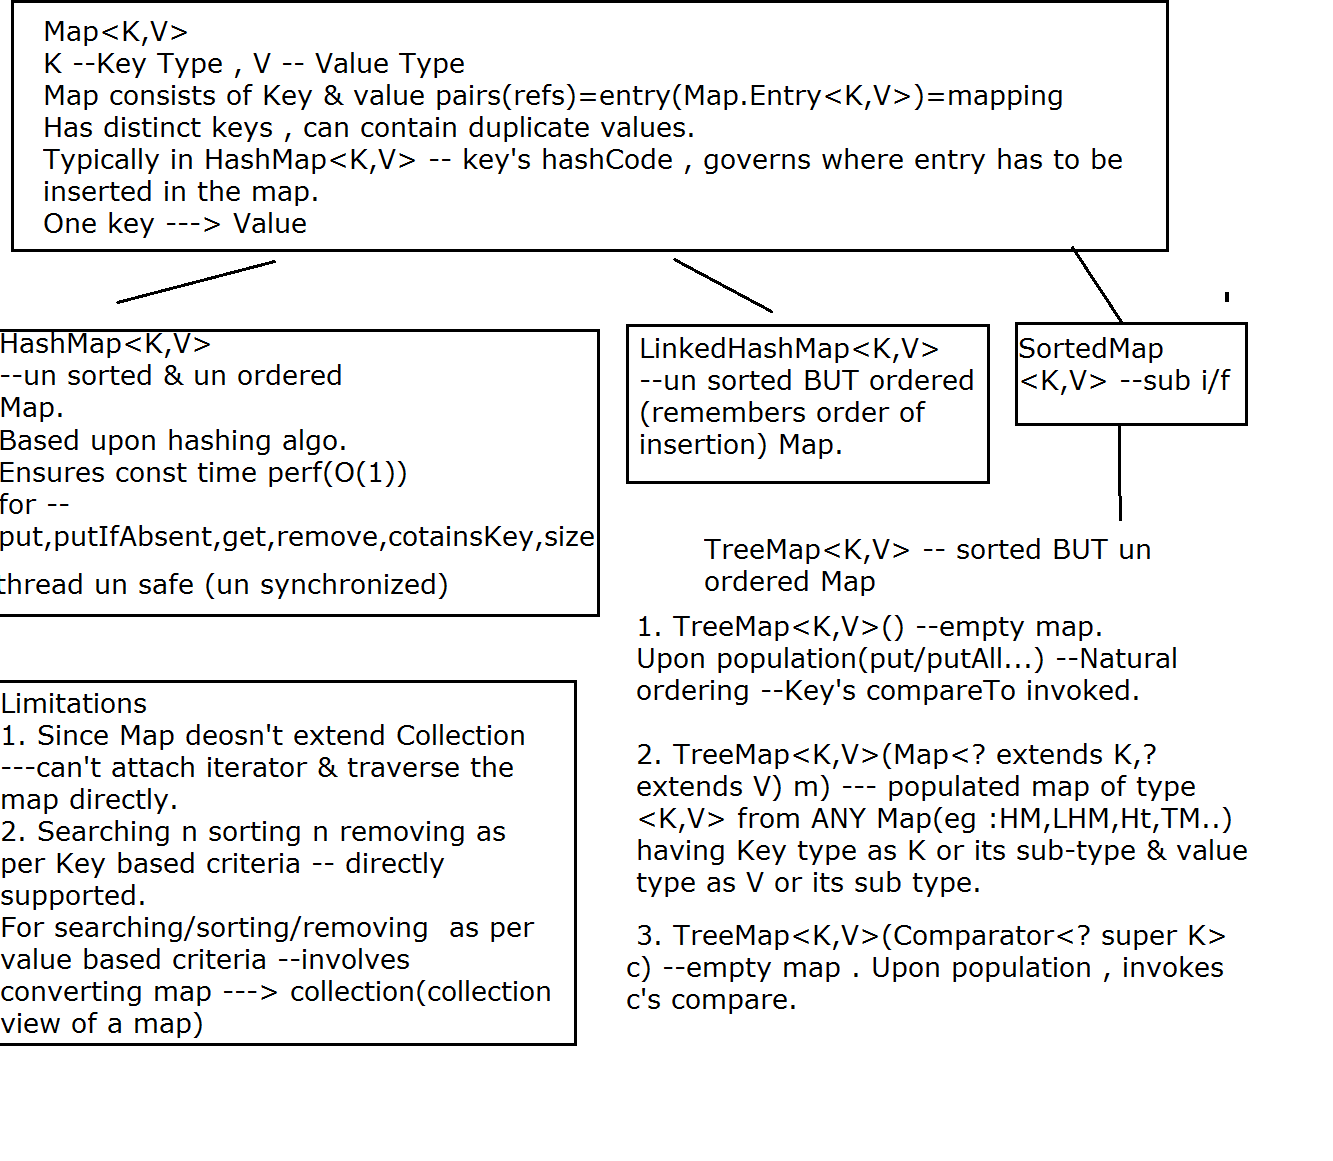 Map<K,V>
K --Key Type , V -- Value Type
Map consists of Key & value pairs(refs)=entry(Map.Entry<K,V>)=mapping
Has distinct keys , can contain duplicate values.
Typically in HashMap<K,V> -- key's hashCode , governs where entry has to be
inserted in the map.
One key ---> Value
HashMap<K,V>
--un sorted & un ordered
Map.
Based upon hashing algo.
Ensures const time perf(O(1))
for --
put,putIfAbsent,get,remove,cotainsKey,size
thread un safe (un synchronized)
LinkedHashMap<K,V>
--un sorted BUT ordered
(remembers order of
insertion) Map.
SortedMap
<K,V> --sub i/f
TreeMap<K,V> -- sorted BUT un
ordered Map
1. TreeMap<K,V>() --empty map.
Upon population(put/putAll...) --Natural
ordering --Key's compareTo invoked.
2. TreeMap<K,V>(Map<? extends K,?
extends V) m) --- populated map of type
<K,V> from ANY Map(eg :HM,LHM,Ht,TM..)
having Key type as K or its sub-type & value
type as V or its sub type.
3. TreeMap<K,V>(Comparator<? super K>
c) --empty map . Upon population , invokes
c's compare.
Limitations
1. Since Map deosn't extend Collection
---can't attach iterator & traverse the
map directly.
2. Searching n sorting n removing as
per Key based criteria -- directly
supported.
For searching/sorting/removing  as per
value based criteria --involves
converting map ---> collection(collection
view of a map)